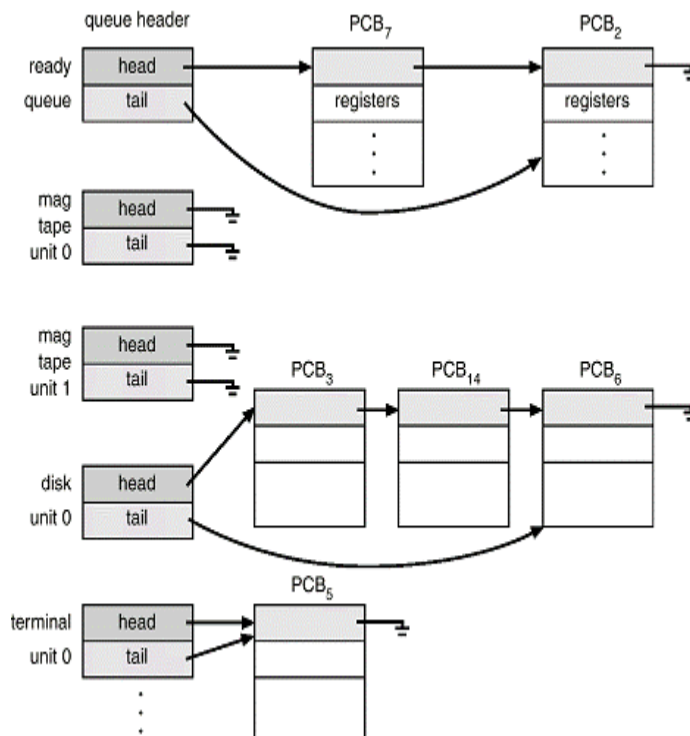 queue header
PCB7
PCB2
ready
queue
head
tail
registers
registers
mag
tape
unit 0
head
tail
mag
tape
unit 1
head
tail
PCB3
PCB14
PCB6
disk
unit 0
head
tail
PCB5
terminal
unit 0
head
tail